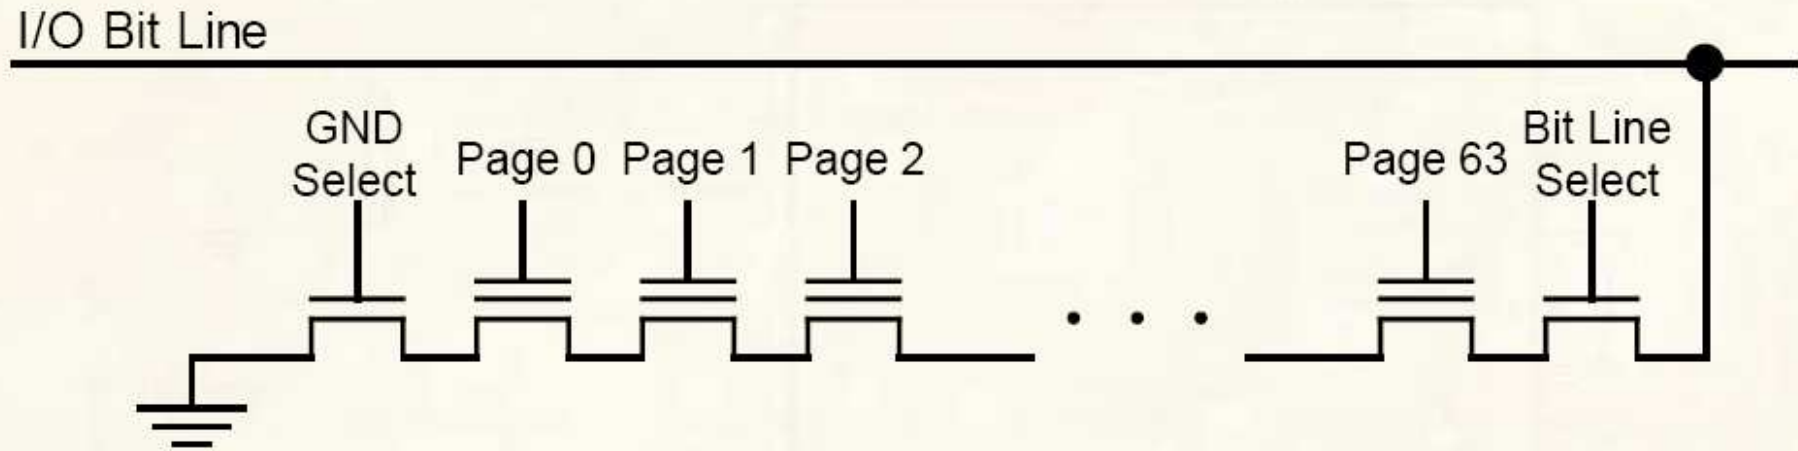 I/O Bit Line
GND
Select
Page 0
Page 1
Page 2
Page 63
Bit Line
Select